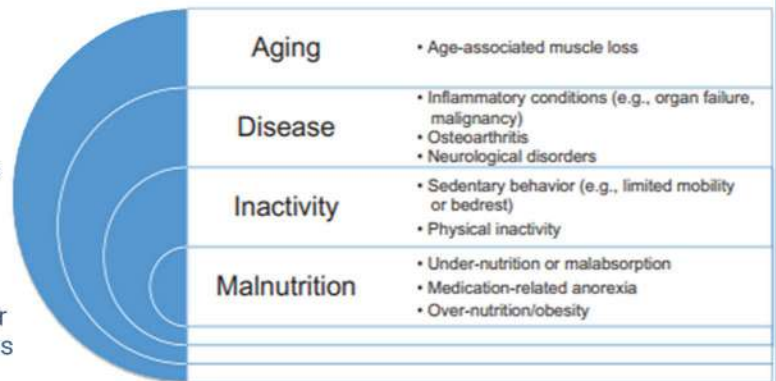 Aging
• Age-associated muscle loss
Disease
• Inflammatory conditions (e.g., organ failure,
malignancy)
• Osteoarthritis
• Neurological disorders
Inactivity
• Sedentary behavior (e.g., limited mobility
or bedrest)
• Physical inactivity
Malnutrition
• Under-nutrition or malabsorption
• Medication-related anorexia
• Over-nutrition/obesity